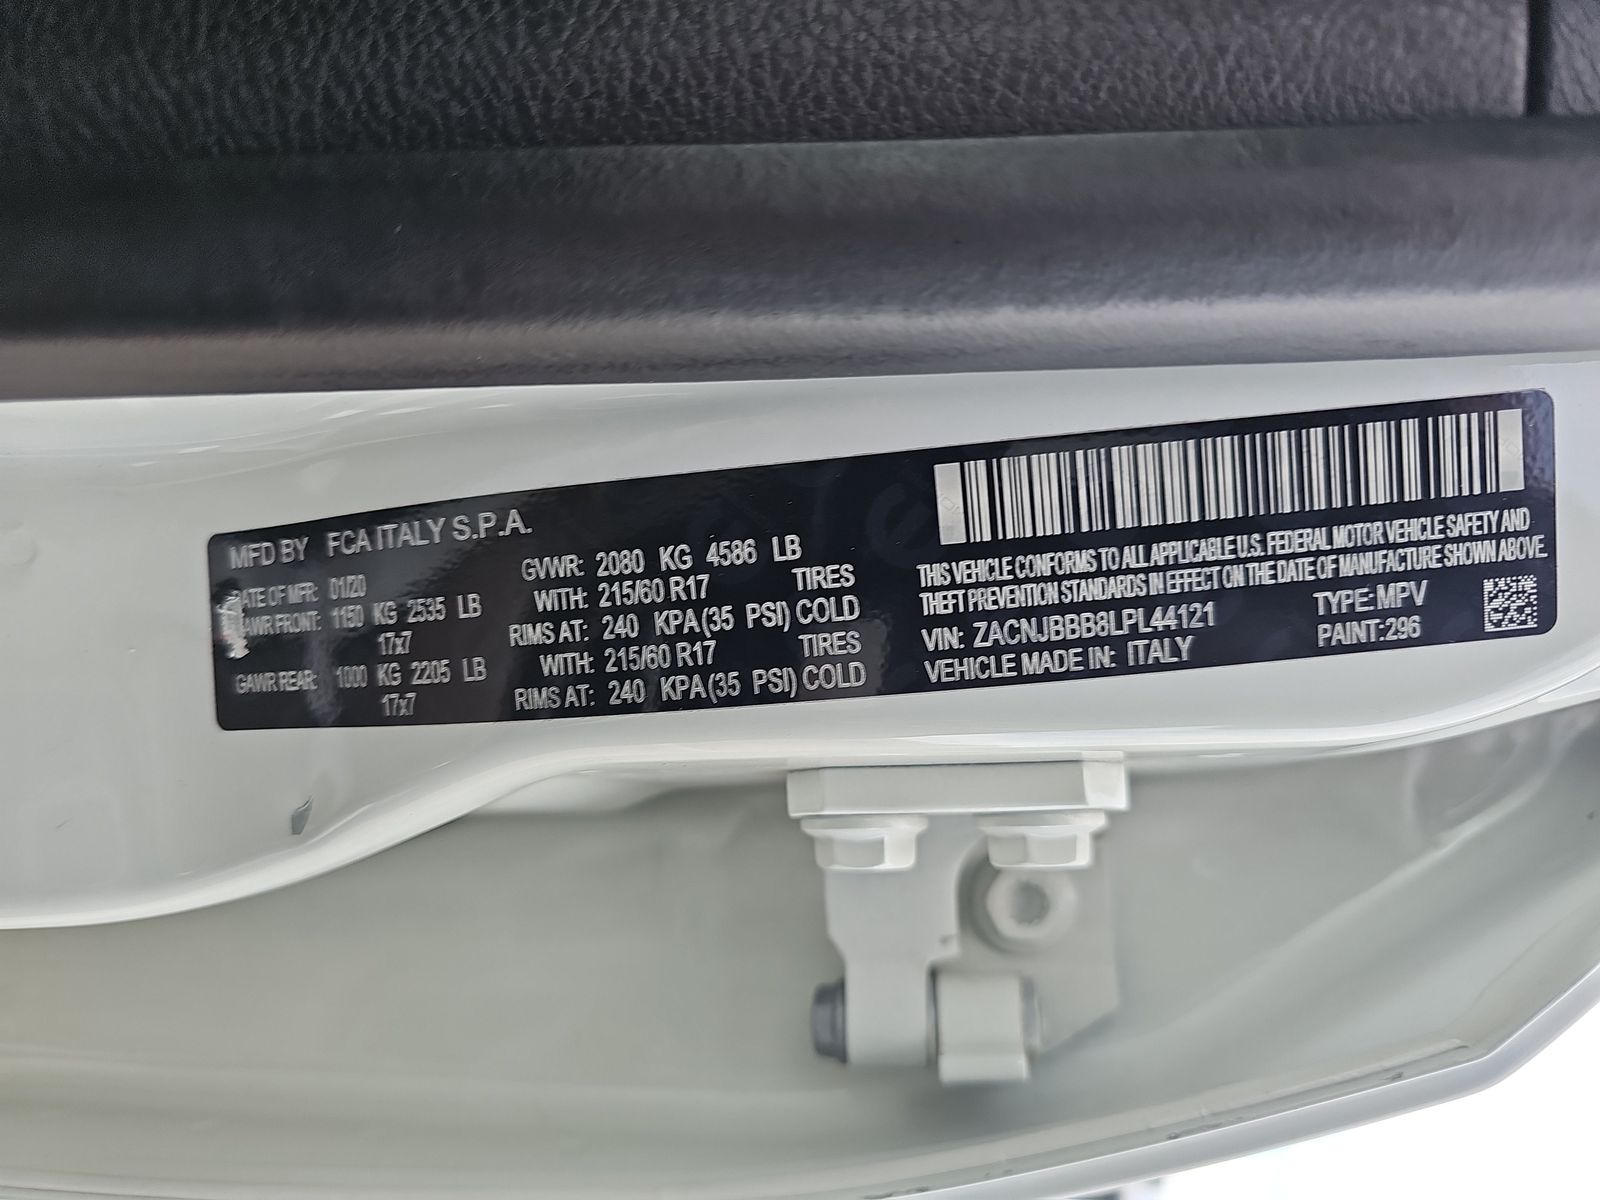 MFD BY FCA ITALY S.P.A.
DATE OF MFR: 01/20 GVWR: 2080 KG 4586 LB
GAWR FRONT: 1150 KG 2535 LB WITH: 215/60 R17 TIRES
17x7 RIMS AT: 240 KPA(35 PSI) COLD
GAWR REAR: 1000 KG 2205 LB WITH: 215/60 R17 TIRES
17x7 RIMS AT: 240 KPA(35 PSI) COLD
THIS VEHICLE CONFORMS TO ALL APPLICABLE U.S. FEDERAL MOTOR VEHICLE SAFETY AND
THEFT PREVENTION STANDARDS IN EFFECT ON THE DATE OF MANUFACTURE SHOWN ABOVE.
VIN: ZACNJBBB8LPL44121 TYPE:MPV
VEHICLE MADE IN: ITALY PAINT:296